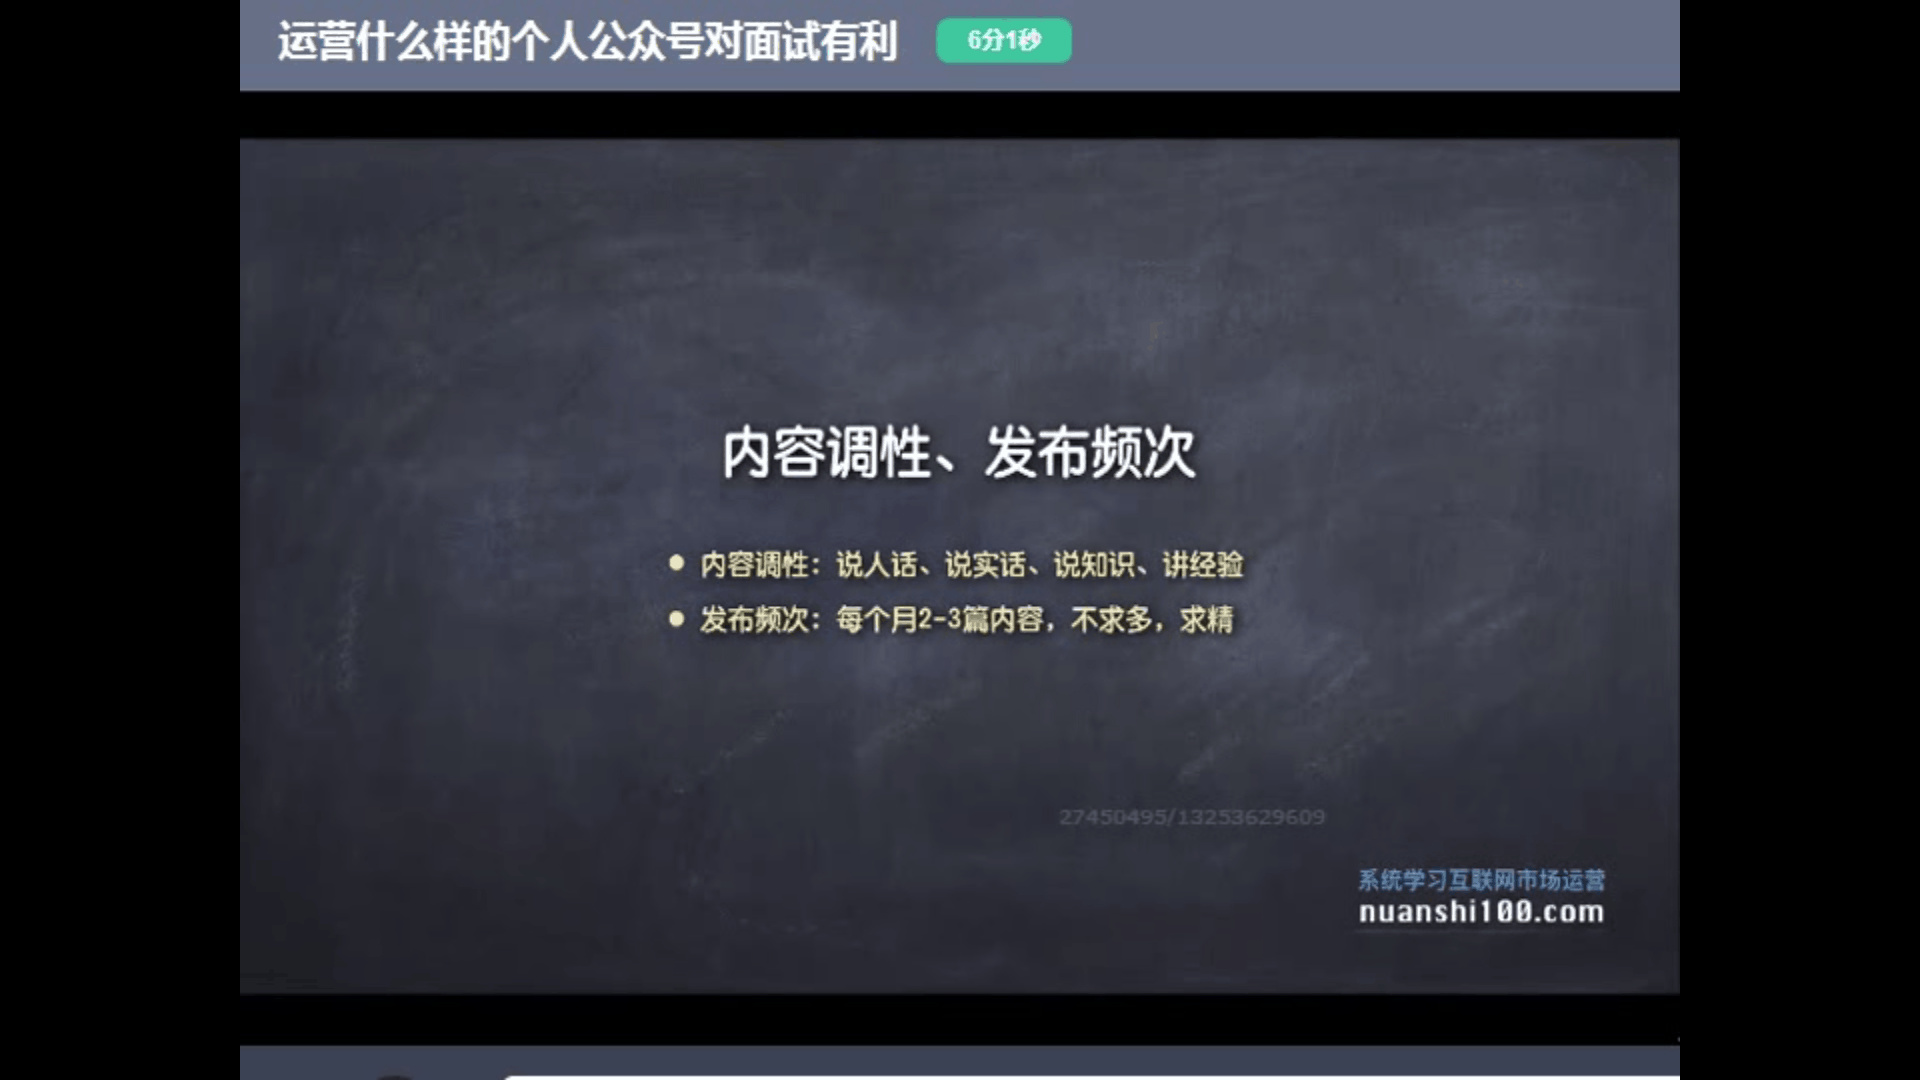 运营什么样的个人公众号对面试有利
6分1秒
内容调性、发布频次
内容调性：说人话、说实话、说知识、讲经验
发布频次：每个月2-3篇内容，不求多，求精
27450495/13253629609
系统学习互联网市场运营
nuanshi100.com